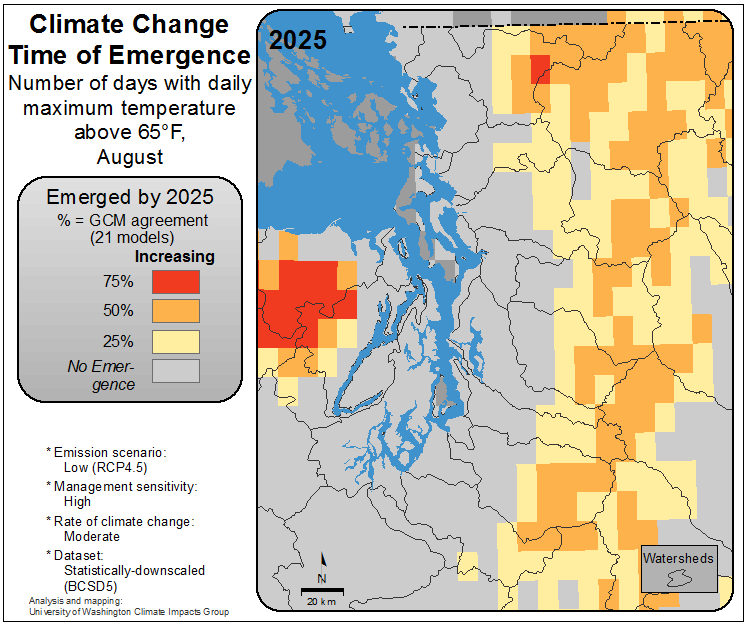 Climate Change
Time of Emergence
Number of days with daily
maximum temperature
above 65°F,
August
Emerged by 2025
% = GCM agreement
(21 models)
Increasing
75%
50%
25%
No Emer-
gence
* Emission scenario:
Low (RCP4.5)
* Management sensitivity:
High
* Rate of climate change:
Moderate
* Dataset:
Statistically-downscaled
(BCSD5)
Analysis and mapping:
University of Washington Climate Impacts Group
2025
N
20 km
Watersheds